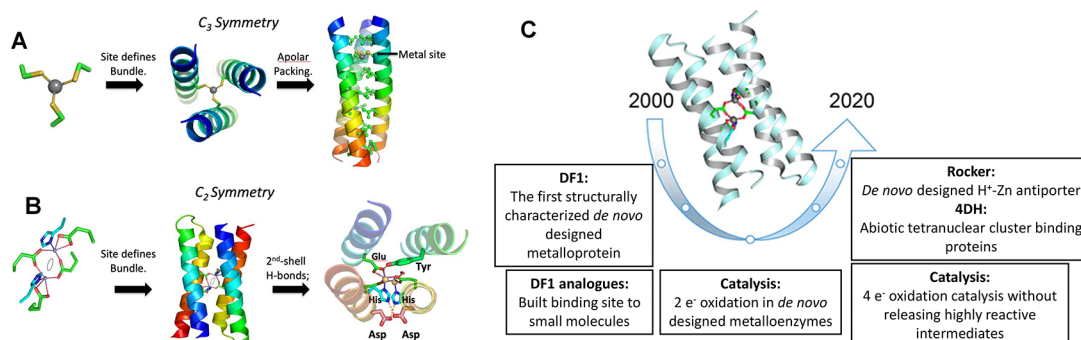 A
C3 Symmetry
Site defines
Bundle.
Apolar
Packing.
Metal site
B
C2 Symmetry
Site defines
Bundle.
2nd-shell
H-bonds;
Glu
Tyr
His
His
Asp
Asp
C
2000
2020
DF1:
The first structurally
characterized de novo
designed
metalloprotein
DF1 analogues:
Built binding site to
small molecules
Catalysis:
2 e- oxidation in de novo
designed metalloenzymes
Rocker:
De novo designed H+-Zn antiporter
4DH:
Abiotic tetranuclear cluster binding
proteins
Catalysis:
4 e- oxidation catalysis without
releasing highly reactive
intermediates